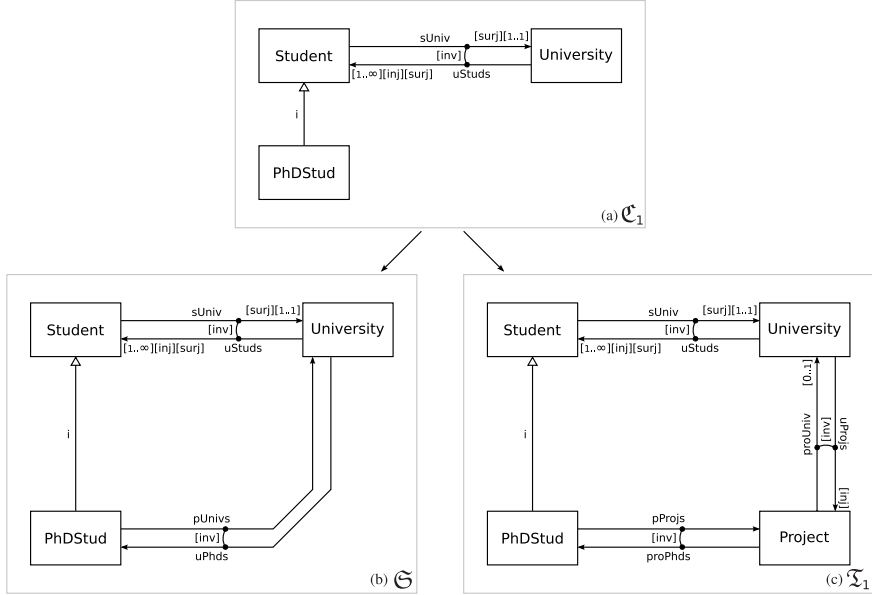 sUniv [surj][1..1]
Student [inv] University
[1..∞][inj][surj] uStuds
i
PhDStud
(a) ℭ₁
sUniv [surj][1..1]
Student [inv] University
[1..∞][inj][surj] uStuds
i
pUnivs
PhDStud [inv]
uPhds
(b) 𝔖
sUniv [surj][1..1]
Student [inv] University
[1..∞][inj][surj] uStuds
[0..1]
i
proUniv [inv] uProjs
[inj]
pProjs
PhDStud [inv] Project
proPhds
(c) 𝔗₁